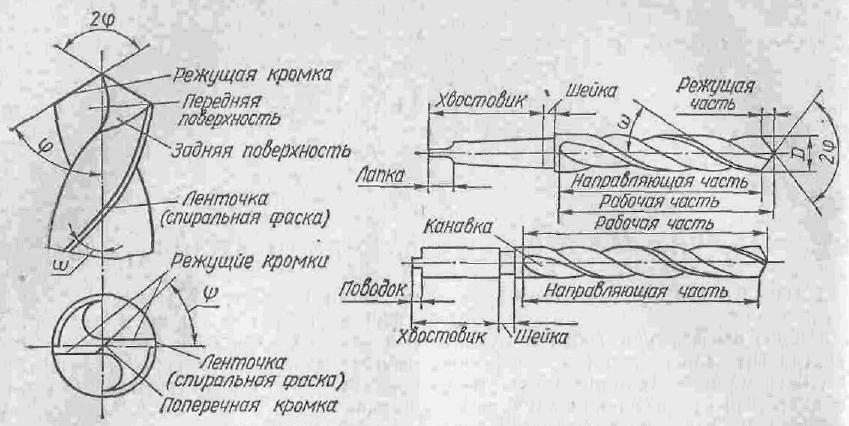 2φ
Режущая кромка
Передняя
поверхность
φ
Задняя поверхность
Ленточка
(спиральная фаска)
ω
Режущие кромки
ψ
Ленточка
(спиральная фаска)
Поперечная кромка
Хвостовик
Шейка
Режущая
часть
ω
D
2φ
Лапка
Направляющая часть
Рабочая часть
Рабочая часть
Канавка
Поводок
Направляющая часть
Хвостовик
Шейка